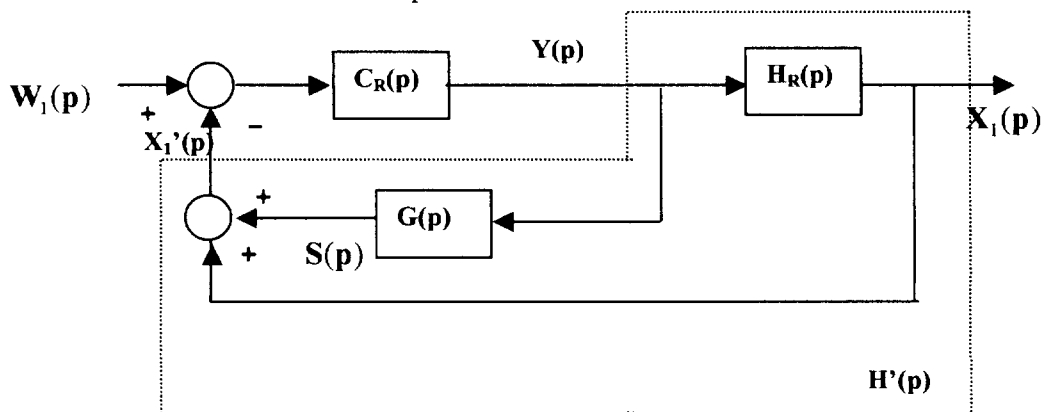 p
Y(p)
W₁(p)
+
C_R(p)
H_R(p)
X₁(p)
−
X₁'(p)
+
G(p)
S(p)
+
H'(p)